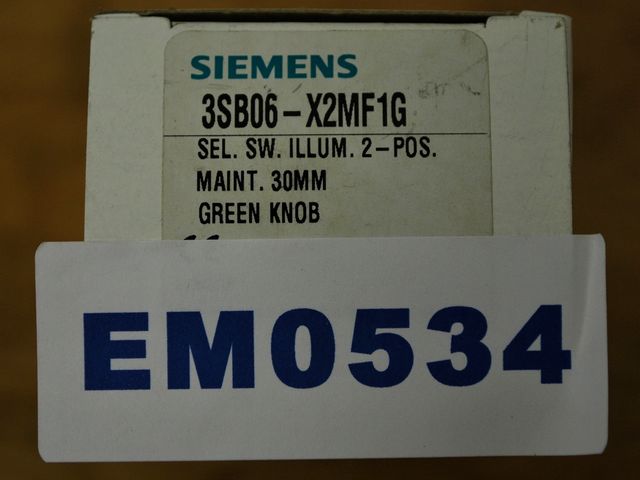 SIEMENS
3SB06-X2MF1G
SEL. SW. ILLUM. 2-POS.
MAINT. 30MM
GREEN KNOB
EM0534